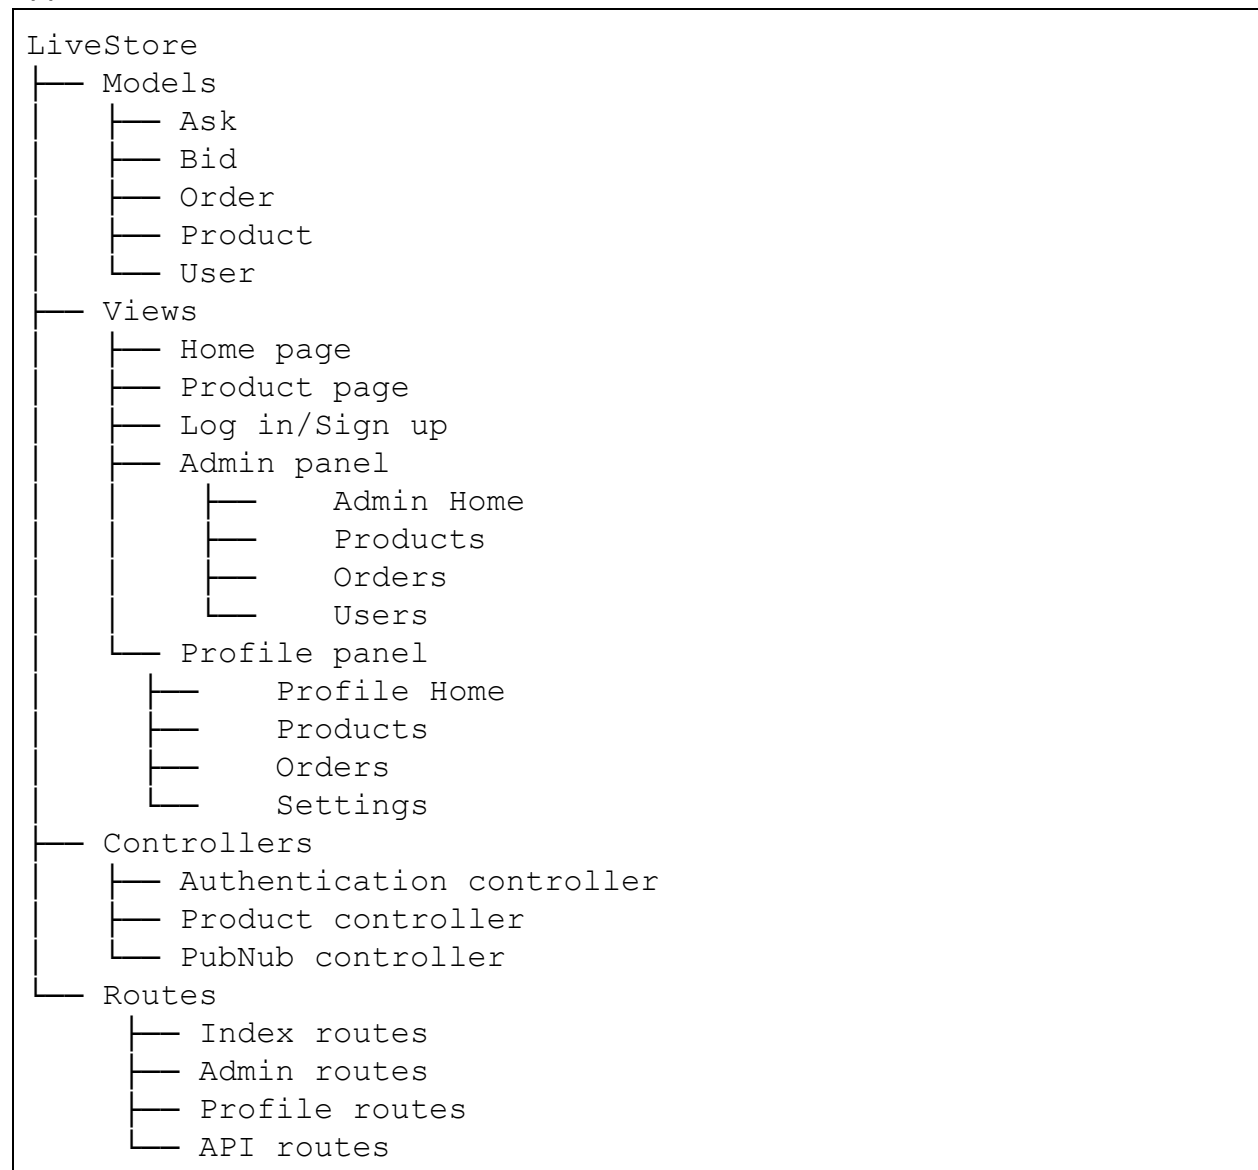 LiveStore
├── Models
│   ├── Ask
│   ├── Bid
│   ├── Order
│   ├── Product
│   └── User
├── Views
│   ├── Home page
│   ├── Product page
│   ├── Log in/Sign up
│   ├── Admin panel
│   │    ├──    Admin Home
│   │    ├──    Products
│   │    ├──    Orders
│   │    └──    Users
│   └── Profile panel
│     ├──    Profile Home
│     ├──    Products
│     ├──    Orders
│     └──    Settings
├── Controllers
│   ├── Authentication controller
│   ├── Product controller
│   └── PubNub controller
└── Routes
     ├── Index routes
     ├── Admin routes
     ├── Profile routes
     └── API routes